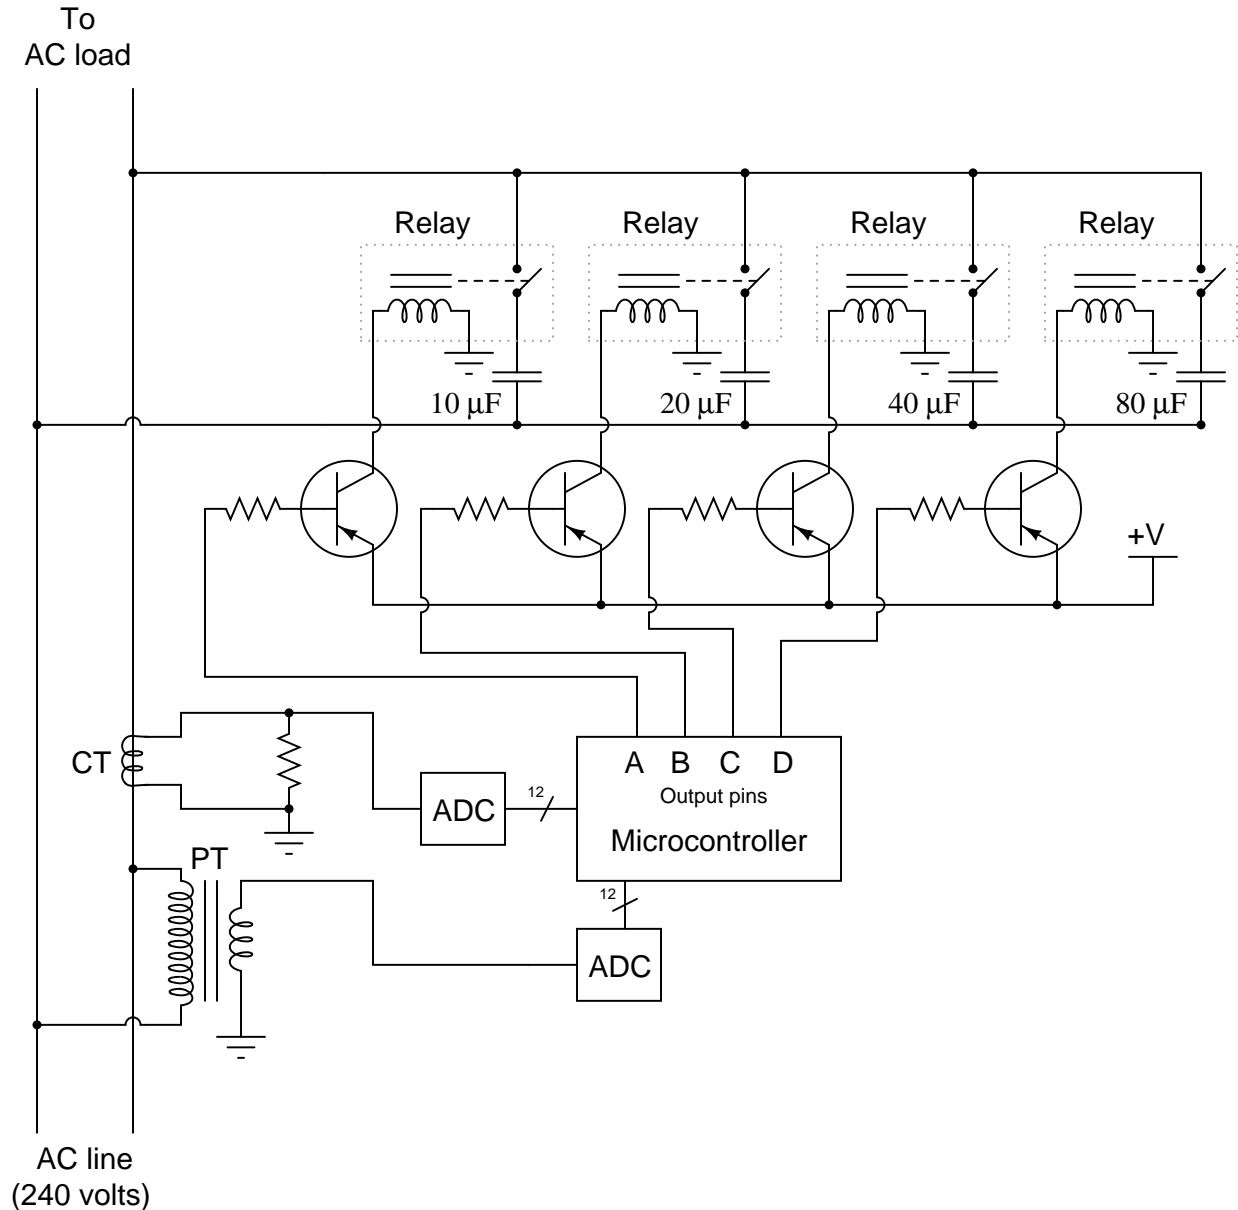 To
AC load
Relay
Relay
Relay
Relay
10 μF
20 μF
40 μF
80 μF
+V
CT
A B C D
Output pins
Microcontroller
ADC
12
PT
12
ADC
AC line
(240 volts)